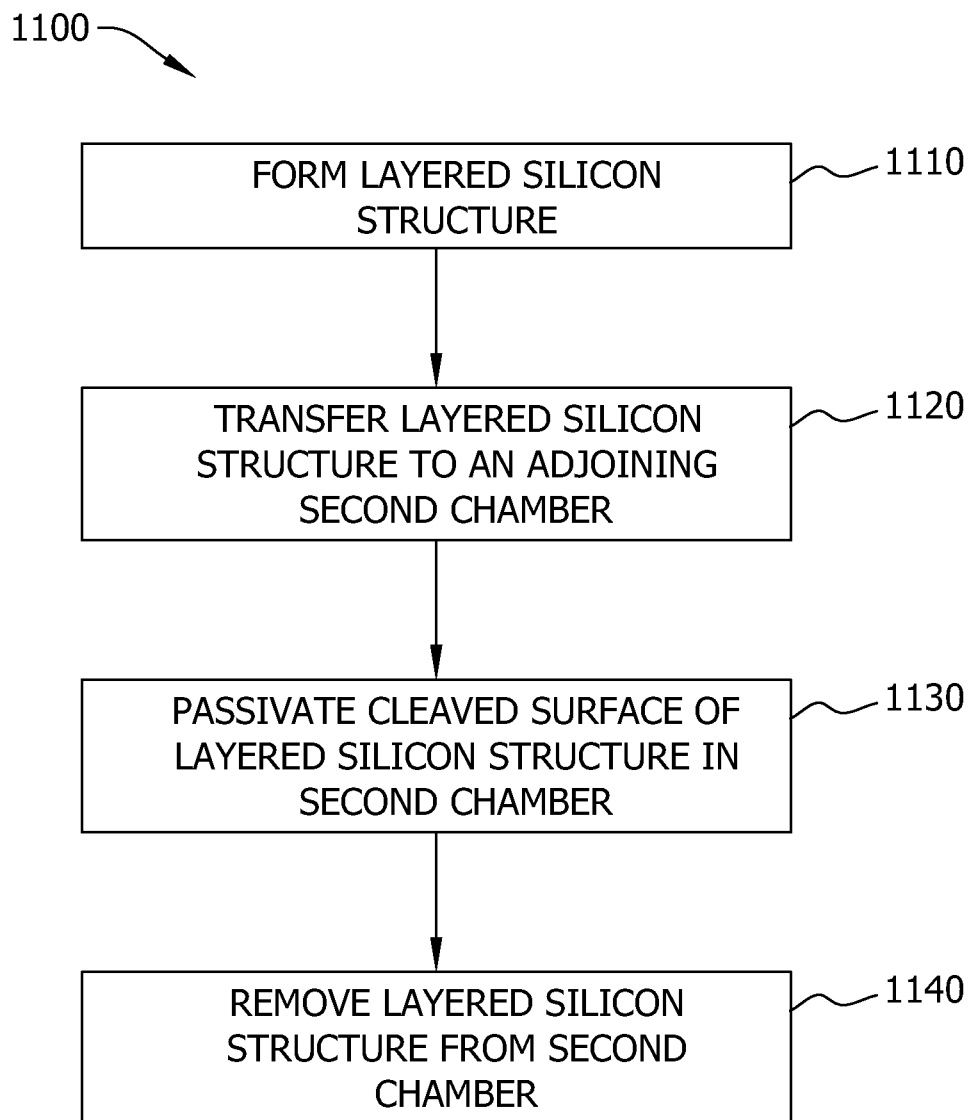 1100
FORM LAYERED SILICON
STRUCTURE
1110
TRANSFER LAYERED SILICON
STRUCTURE TO AN ADJOINING
SECOND CHAMBER
1120
PASSIVATE CLEAVED SURFACE OF
LAYERED SILICON STRUCTURE IN
SECOND CHAMBER
1130
REMOVE LAYERED SILICON
STRUCTURE FROM SECOND
CHAMBER
1140